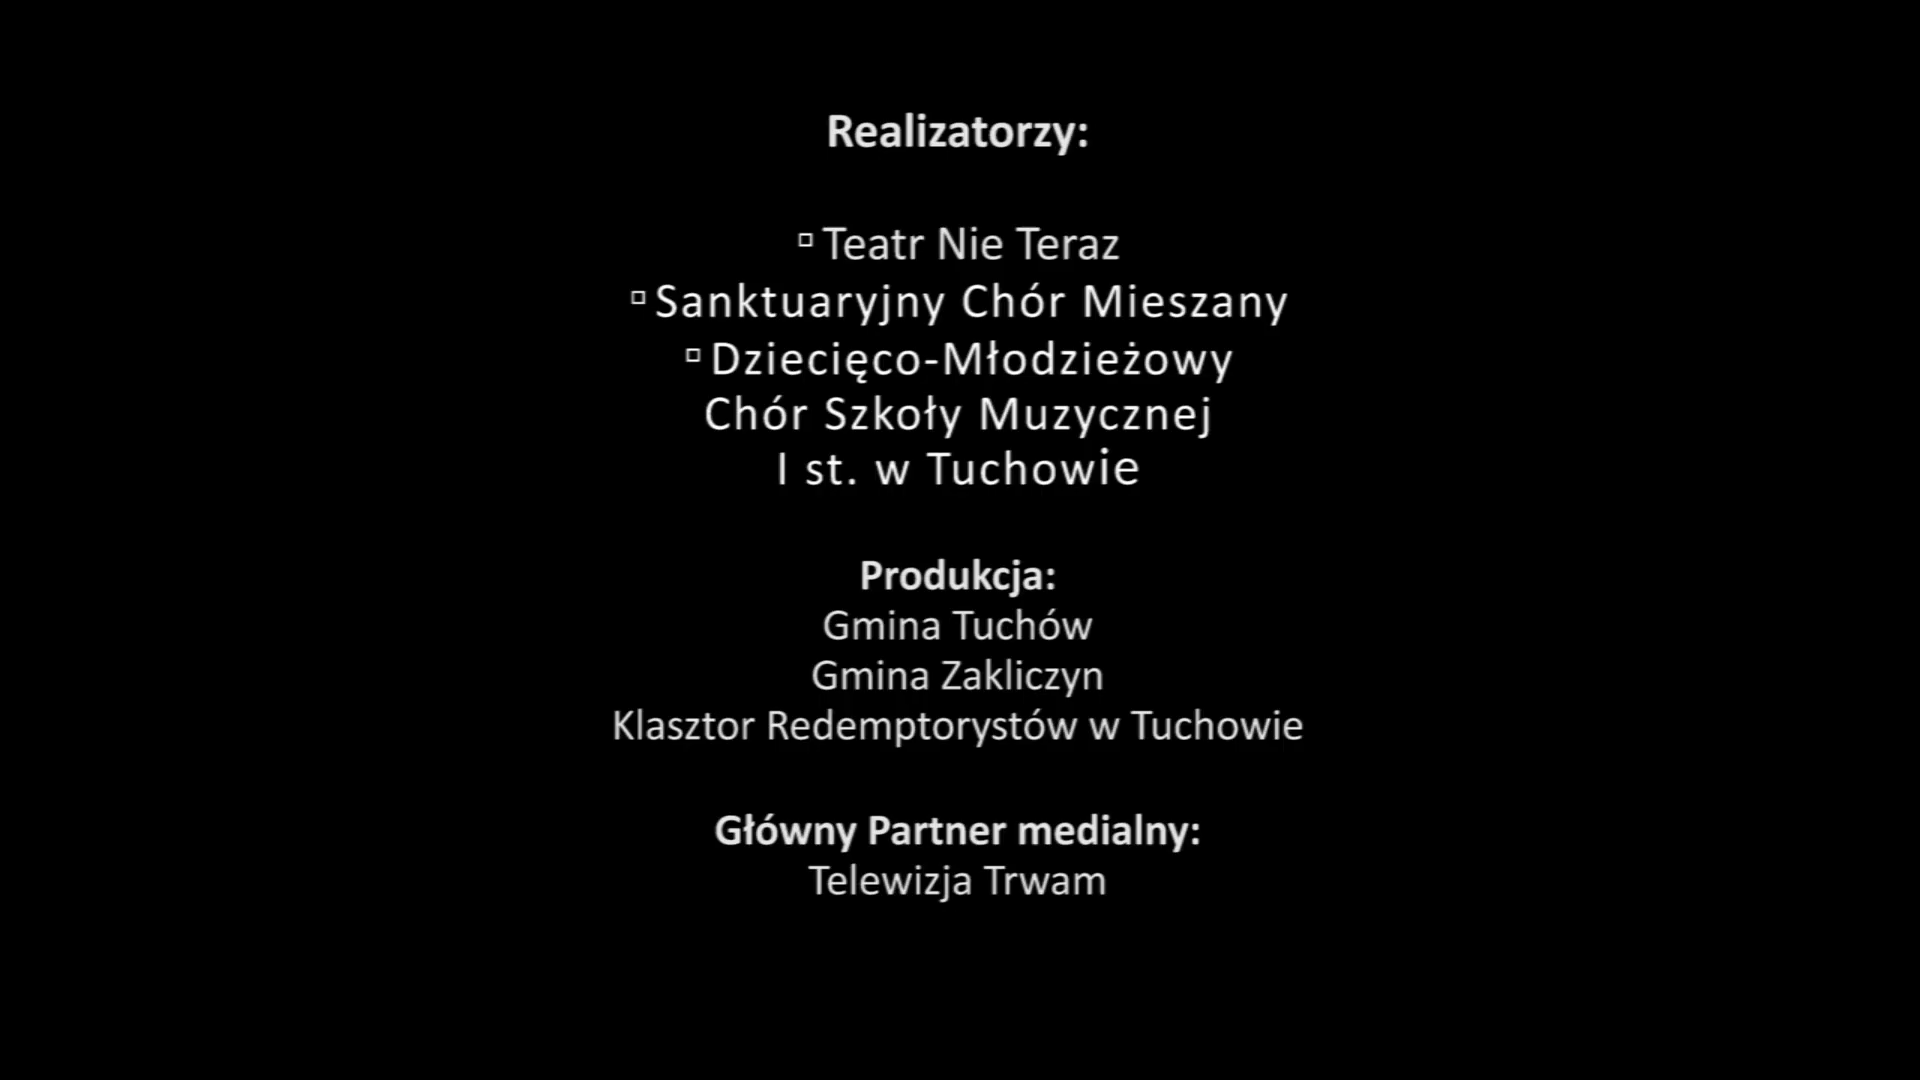 Realizatorzy:
▫Teatr Nie Teraz
▫Sanktuaryjny Chór Mieszany
▫Dziecięco-Młodzieżowy
Chór Szkoły Muzycznej
I st. w Tuchowie
Produkcja:
Gmina Tuchów
Gmina Zakliczyn
Klasztor Redemptorystów w Tuchowie
Główny Partner medialny:
Telewizja Trwam